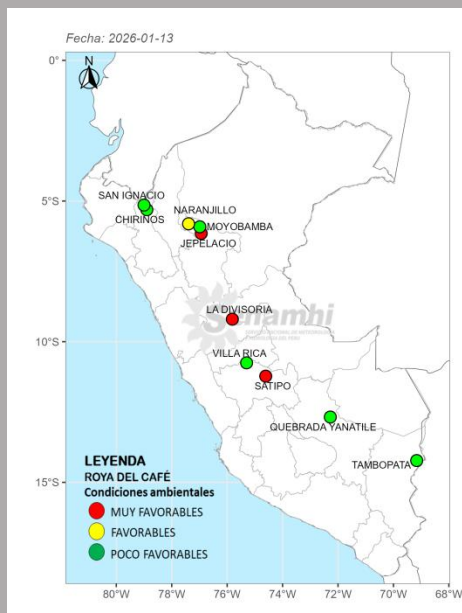 Fecha: 2026-01-13
N
0°
5°S
10°S
15°S
SAN IGNACIO
CHIRINOS
NARANJILLO
MOYOBAMBA
JEPELACIO
LA DIVISORIA
Senamhi
VILLA RICA
SATIPO
QUEBRADA YANATILE
TAMBOPATA
LEYENDA
ROYA DEL CAFÉ
Condiciones ambientales
MUY FAVORABLES
FAVORABLES
POCO FAVORABLES
80°W 78°W 76°W 74°W 72°W 70°W 68°W